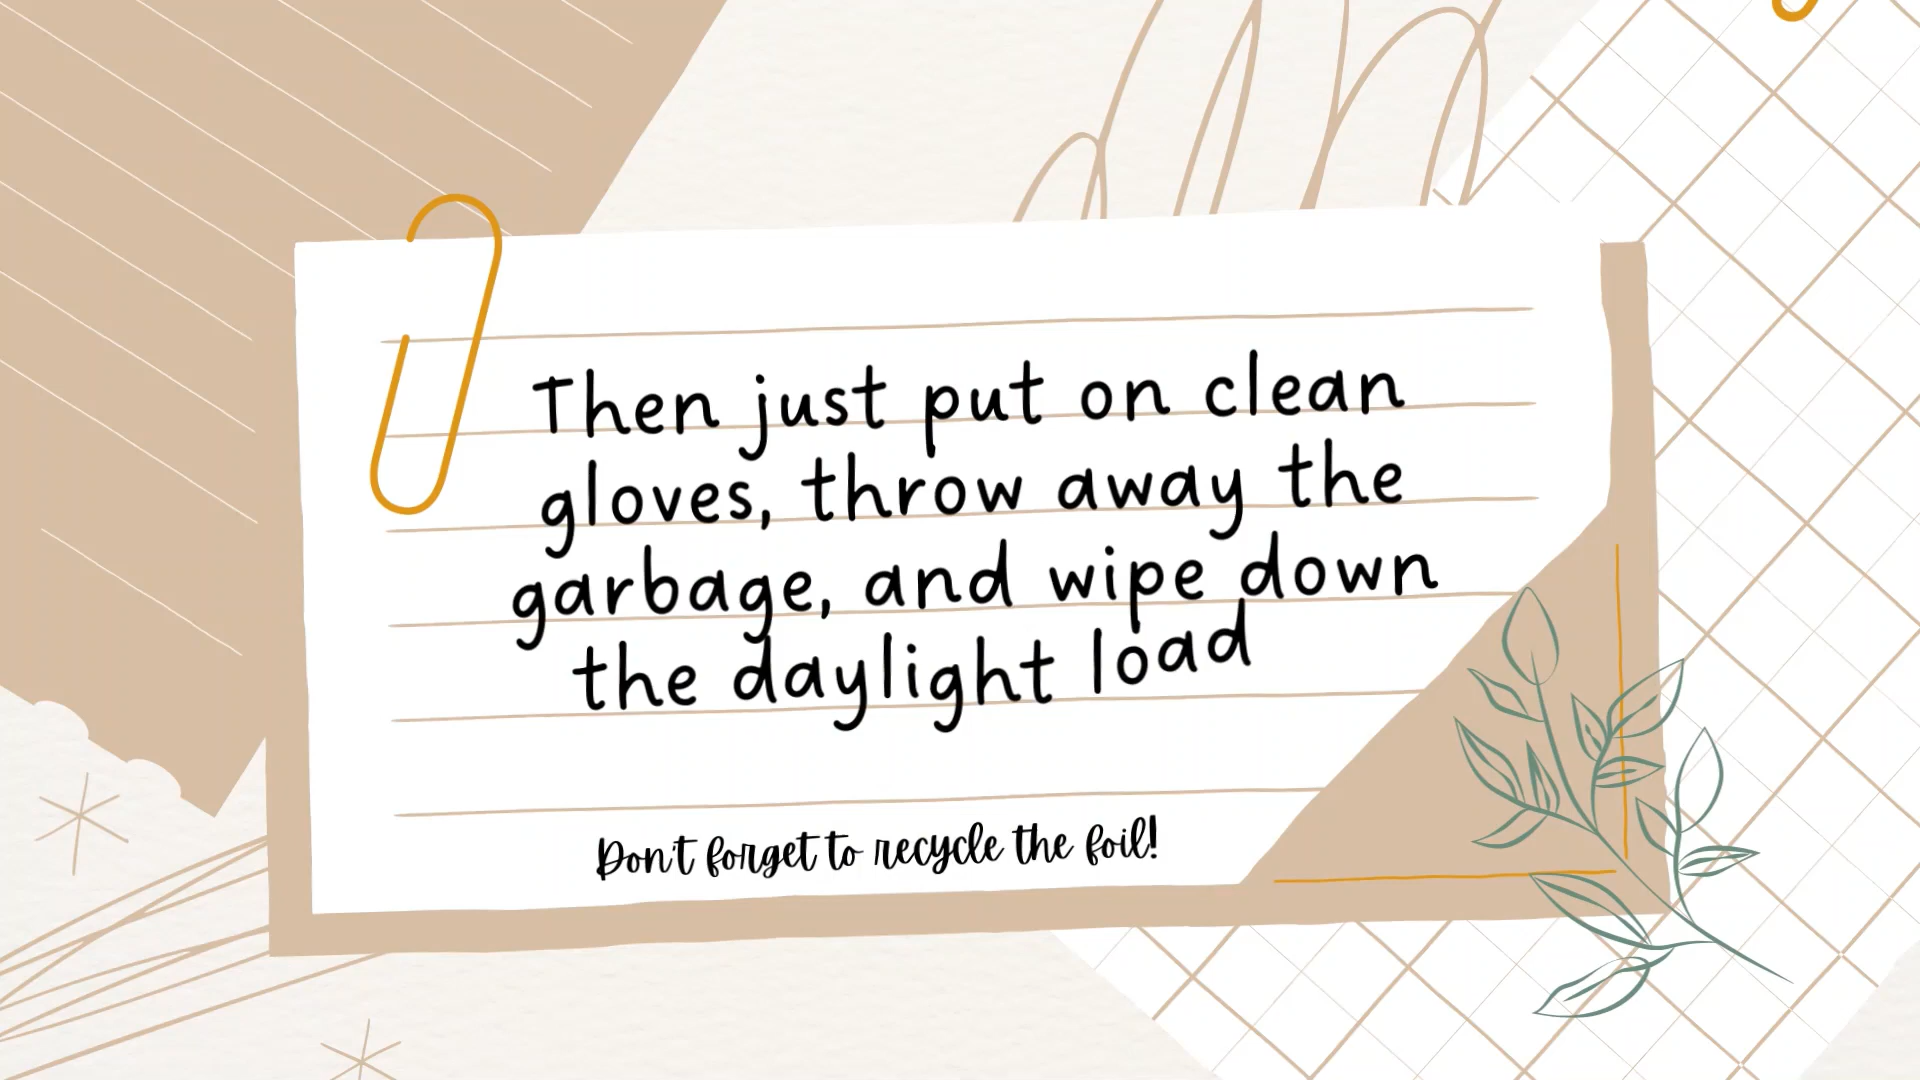 Then just put on clean
gloves, throw away the
garbage, and wipe down
the daylight load
Don't forget to recycle the foil!